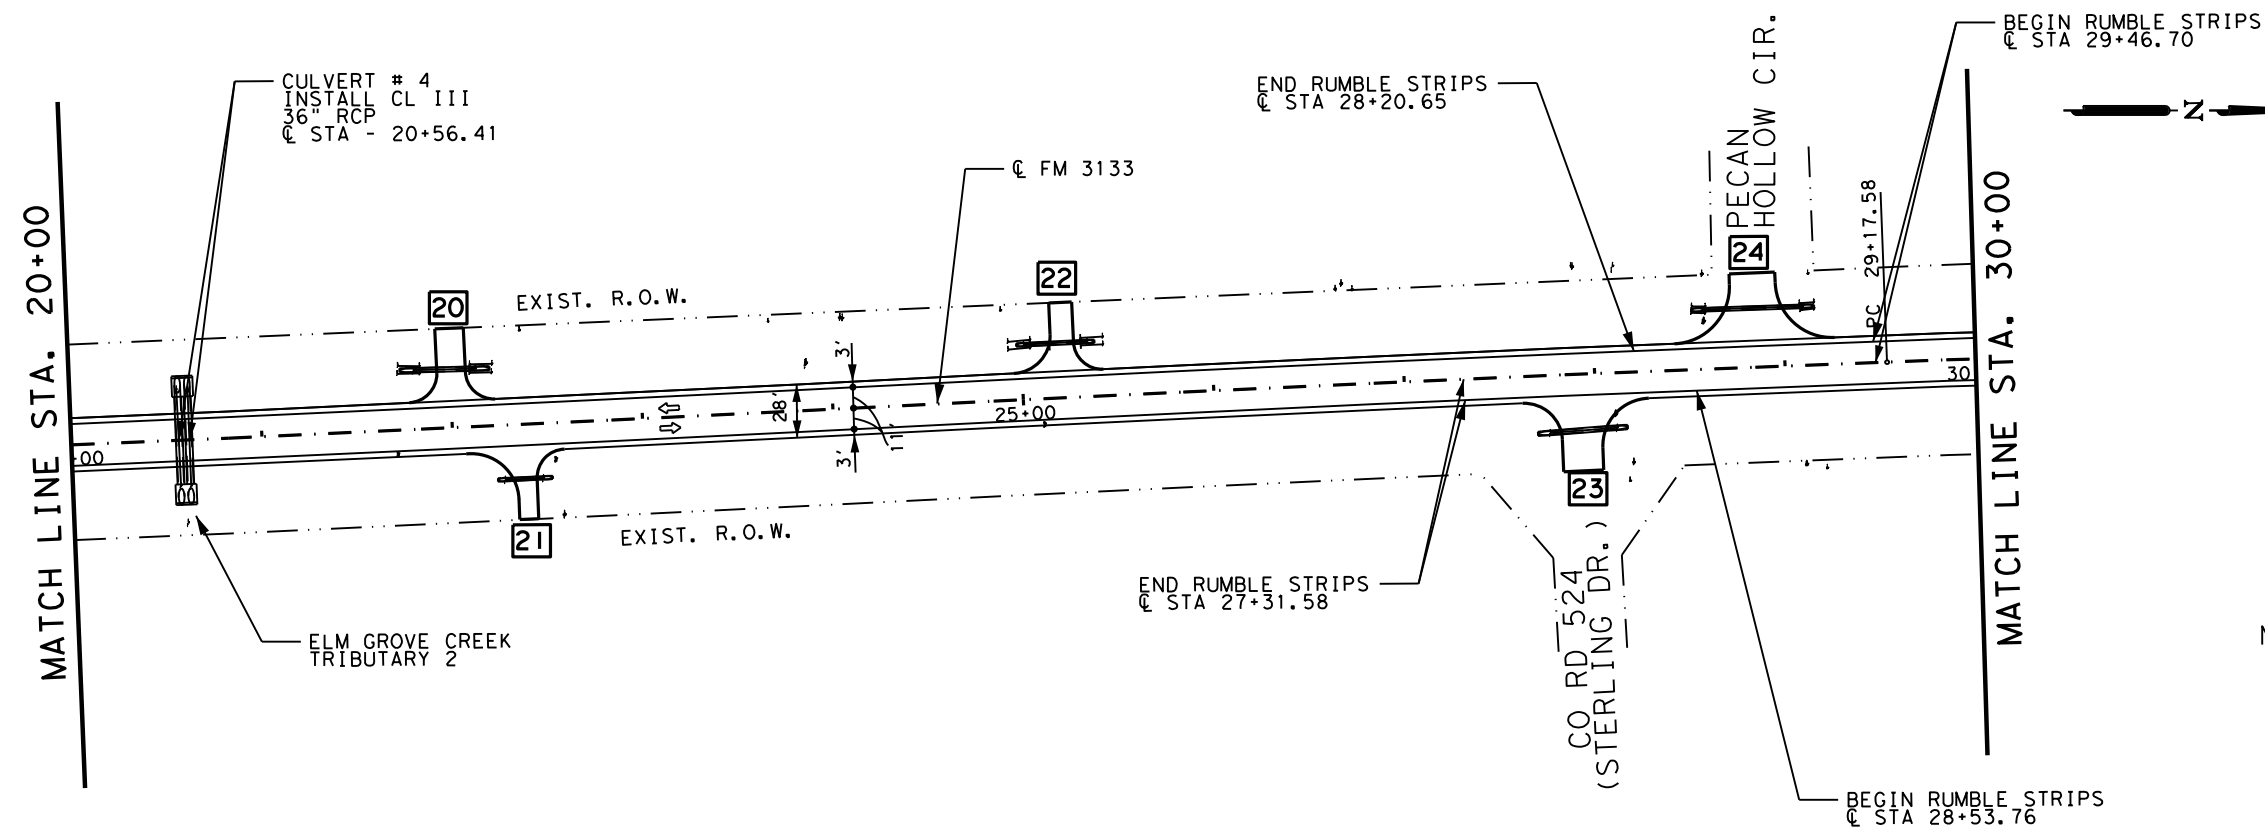 MATCH LINE STA. 20+00
CULVERT # 4
INSTALL CL III
36" RCP
℄ STA - 20+56.41
20
EXIST. R.O.W.
℄ FM 3133
22
END RUMBLE STRIPS
℄ STA 28+20.65
PECAN
HOLLOW CIR.
24
PC 29+17.58
BEGIN RUMBLE STRIPS
℄ STA 29+46.70
N
MATCH LINE STA. 30+00
+00
3'
28'
11'
3'
25+00
30
21
EXIST. R.O.W.
ELM GROVE CREEK
TRIBUTARY 2
23
END RUMBLE STRIPS
℄ STA 27+31.58
CO RD 524
(STERLING DR.)
BEGIN RUMBLE STRIPS
℄ STA 28+53.76